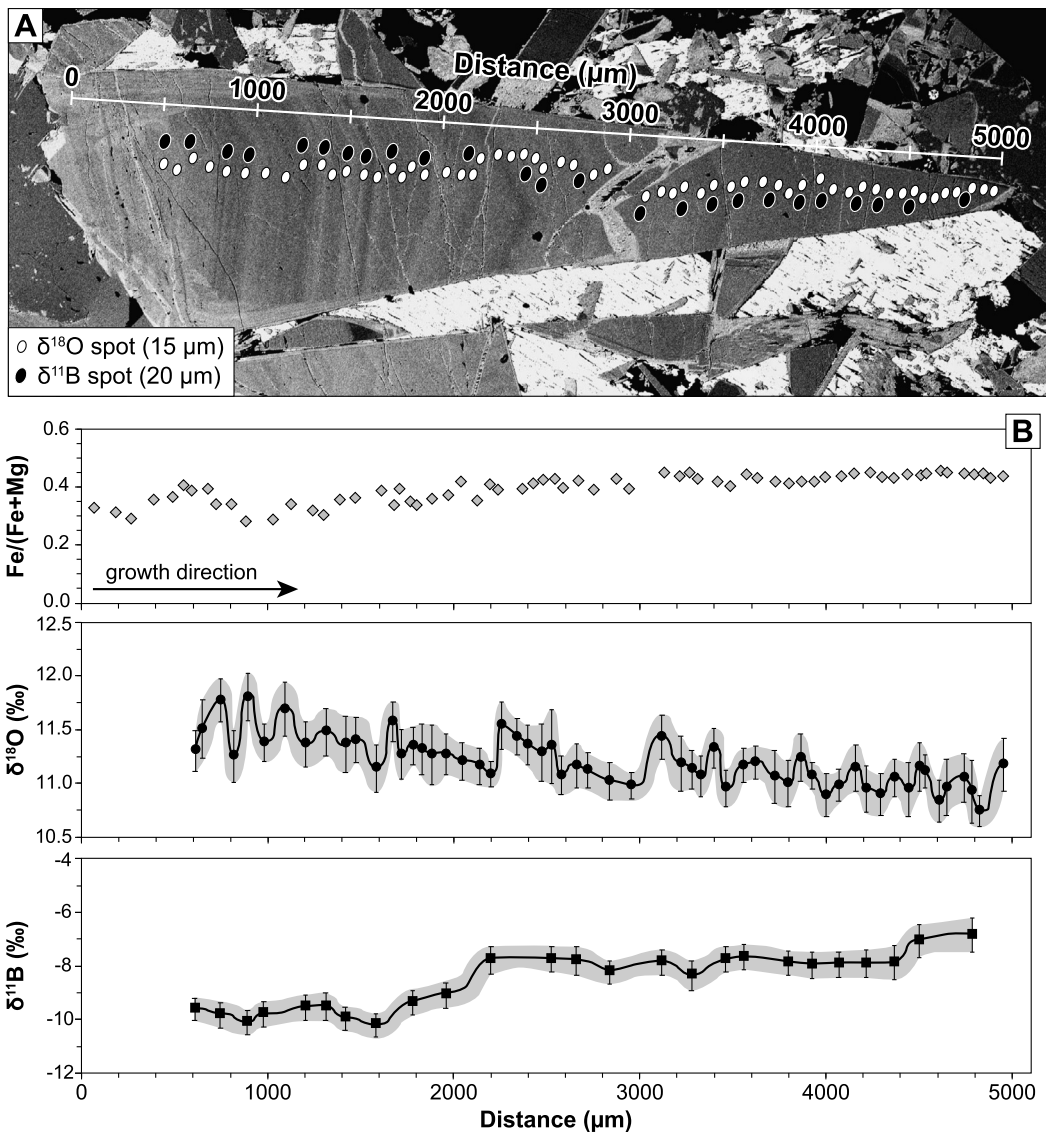 A
Distance (µm)
0
1000
2000
3000
4000
5000
δ18O spot (15 µm)
δ11B spot (20 µm)
B
Fe/(Fe+Mg)
0.6
0.4
0.2
0.0
growth direction
δ18O (‰)
12.5
12.0
11.5
11.0
10.5
δ11B (‰)
-4
-6
-8
-10
-12
0
1000
2000
3000
4000
5000
Distance (µm)